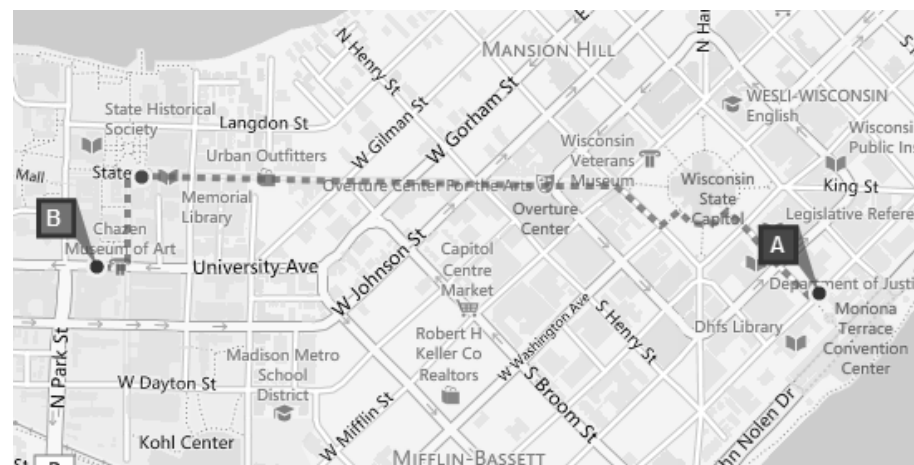 MANSION HILL
N Henry St
W Gilman St
W Gorham St
State Historical
Society
Langdon St
Urban Outfitters
Wisconsin
Veterans
Museum
WESLI-WISCONSIN
English
Mall
State
Memorial
Library
Overture Center For the Arts
Overture
Center
Wisconsin
State
Capitol
King St
B
Chazen
Museum of Art
A
University Ave
W Johnson St
Capitol
Centre
Market
Department of Justi
Monona
Terrace
Convention
Center
Dhfs Library
W Washington Ave
S Henry St
Robert H
Keller Co
Realtors
S Broom St
N Park St
Madison Metro
School
District
W Dayton St
W Mifflin St
Kohl Center
MIFFLIN-BASSETT
hn Nolen Dr
Wisconsi
Public Ins
Legislative Refere
N Ha
St